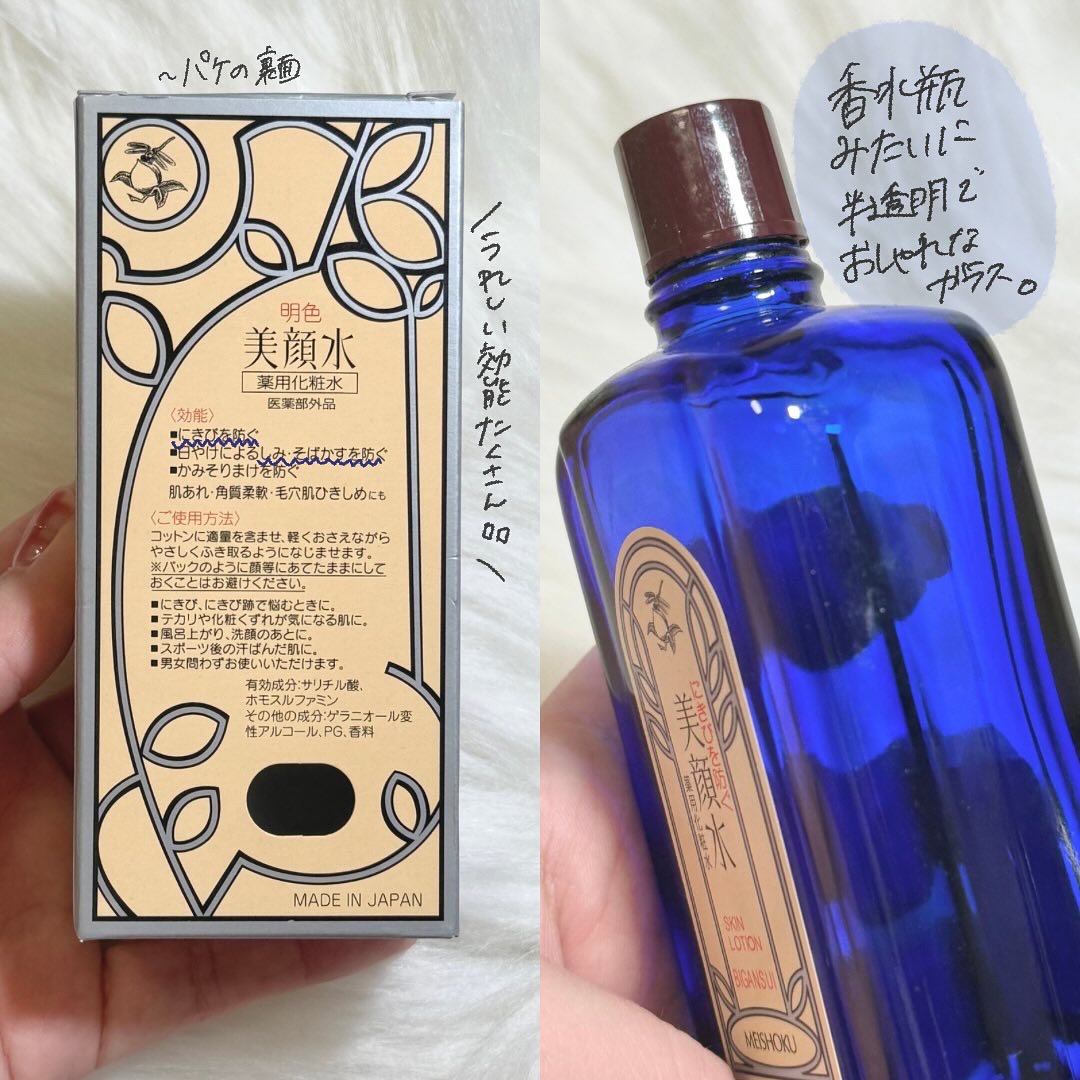 〜パケの裏面
明色
美顔水
薬用化粧水
医薬部外品
〈効能〉
■にきびを防ぐ
■日やけによるしみ・そばかすを防ぐ
■かみそりまけを防ぐ
肌あれ・角質柔軟・毛穴肌ひきしめにも
〈ご使用方法〉
コットンに適量を含ませ、軽くおさえながら
やさしくふき取るようになじませます。
※パックのように顔等にあてたままにして
おくことはお避けください。
■にきび、にきび跡で悩むときに。
■テカリや化粧くずれが気になる肌に。
■風呂上がり、洗顔のあとに。
■スポーツ後の汗ばんだ肌に。
■男女問わずお使いいただけます。
有効成分:サリチル酸、
ホモスルファミン
その他の成分:ゲラニオール変
性アルコール、PG、香料
MADE IN JAPAN
\うれしい効能たくさん/
香水瓶
みたいに
半透明で
おしゃれな
ガラス。
にきびを防ぐ
美顔水
薬用化粧水
SKIN
LOTION
BIGANSUI
MEISHOKU